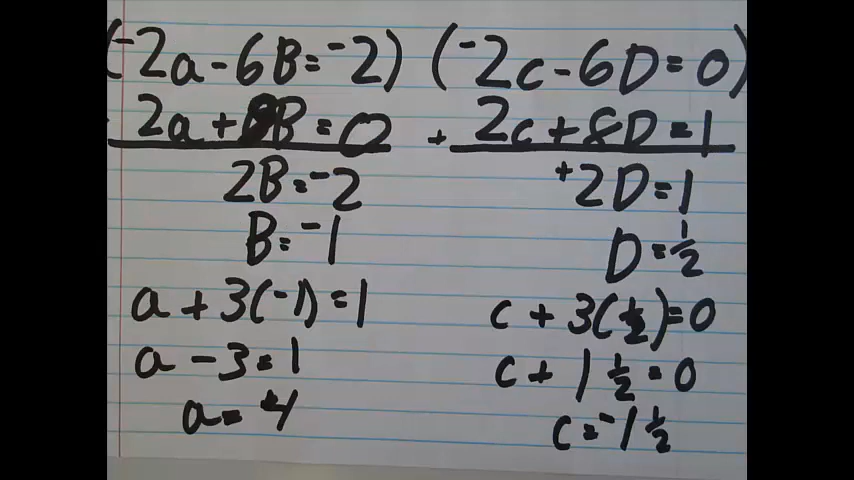 (-2a - 6B = -2) (-2c - 6D = 0)
2a + 8B = 0 + 2c + 8D = 1
2B = -2 +2D = 1
B = -1 D = 1/2
a + 3(-1) = 1 c + 3(1/2) = 0
a - 3 = 1 c + 1 1/2 = 0
a = 4 c = -1 1/2